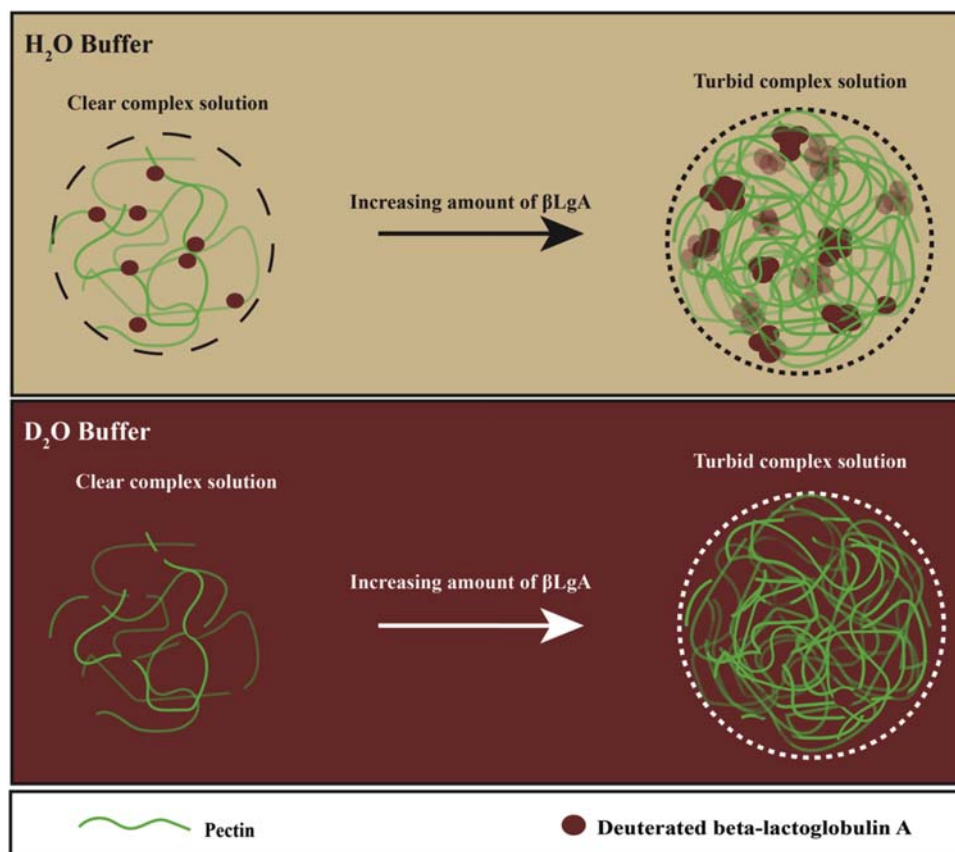 H₂O Buffer
Clear complex solution
Turbid complex solution
Increasing amount of βLgA
D₂O Buffer
Clear complex solution
Turbid complex solution
Increasing amount of βLgA
Pectin
Deuterated beta-lactoglobulin A